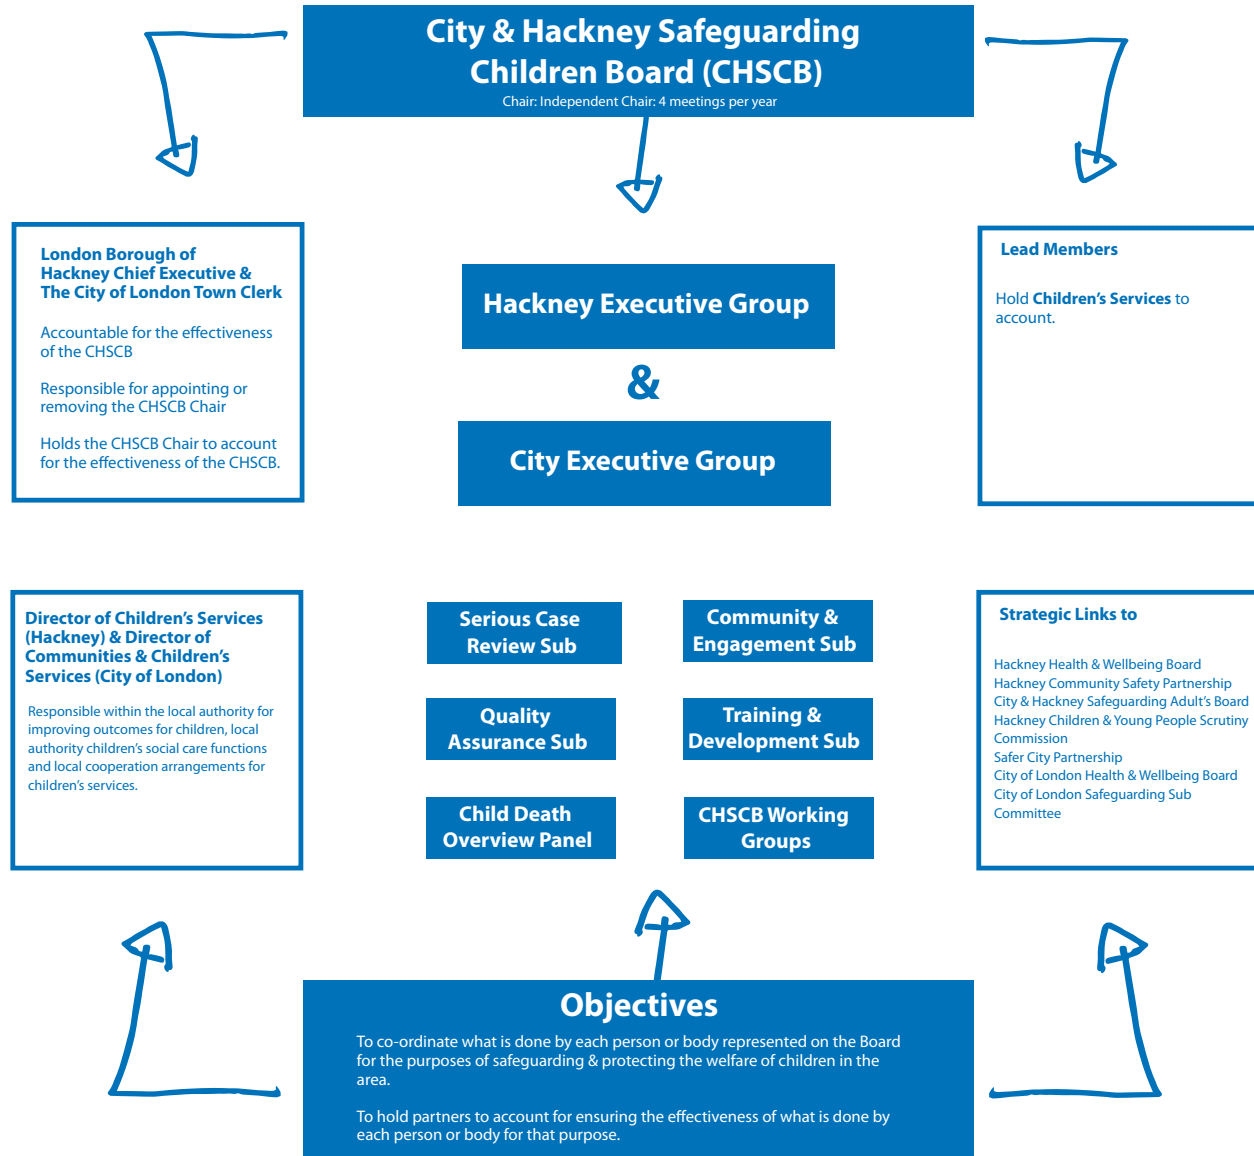 City & Hackney Safeguarding
Children Board (CHSCB)
Chair: Independent Chair: 4 meetings per year
London Borough of
Hackney Chief Executive &
The City of London Town Clerk
Accountable for the effectiveness
of the CHSCB
Responsible for appointing or
removing the CHSCB Chair
Holds the CHSCB Chair to account
for the effectiveness of the CHSCB.
Hackney Executive Group
&
City Executive Group
Lead Members
Hold Children’s Services to
account.
Director of Children’s Services
(Hackney) & Director of
Communities & Children’s
Services (City of London)
Responsible within the local authority for
improving outcomes for children, local
authority children’s social care functions
and local cooperation arrangements for
children’s services.
Serious Case
Review Sub
Community &
Engagement Sub
Quality
Assurance Sub
Training &
Development Sub
Child Death
Overview Panel
CHSCB Working
Groups
Strategic Links to
Hackney Health & Wellbeing Board
Hackney Community Safety Partnership
City & Hackney Safeguarding Adult’s Board
Hackney Children & Young People Scrutiny
Commission
Safer City Partnership
City of London Health & Wellbeing Board
City of London Safeguarding Sub
Committee
Objectives
To co-ordinate what is done by each person or body represented on the Board
for the purposes of safeguarding & protecting the welfare of children in the
area.
To hold partners to account for ensuring the effectiveness of what is done by
each person or body for that purpose.